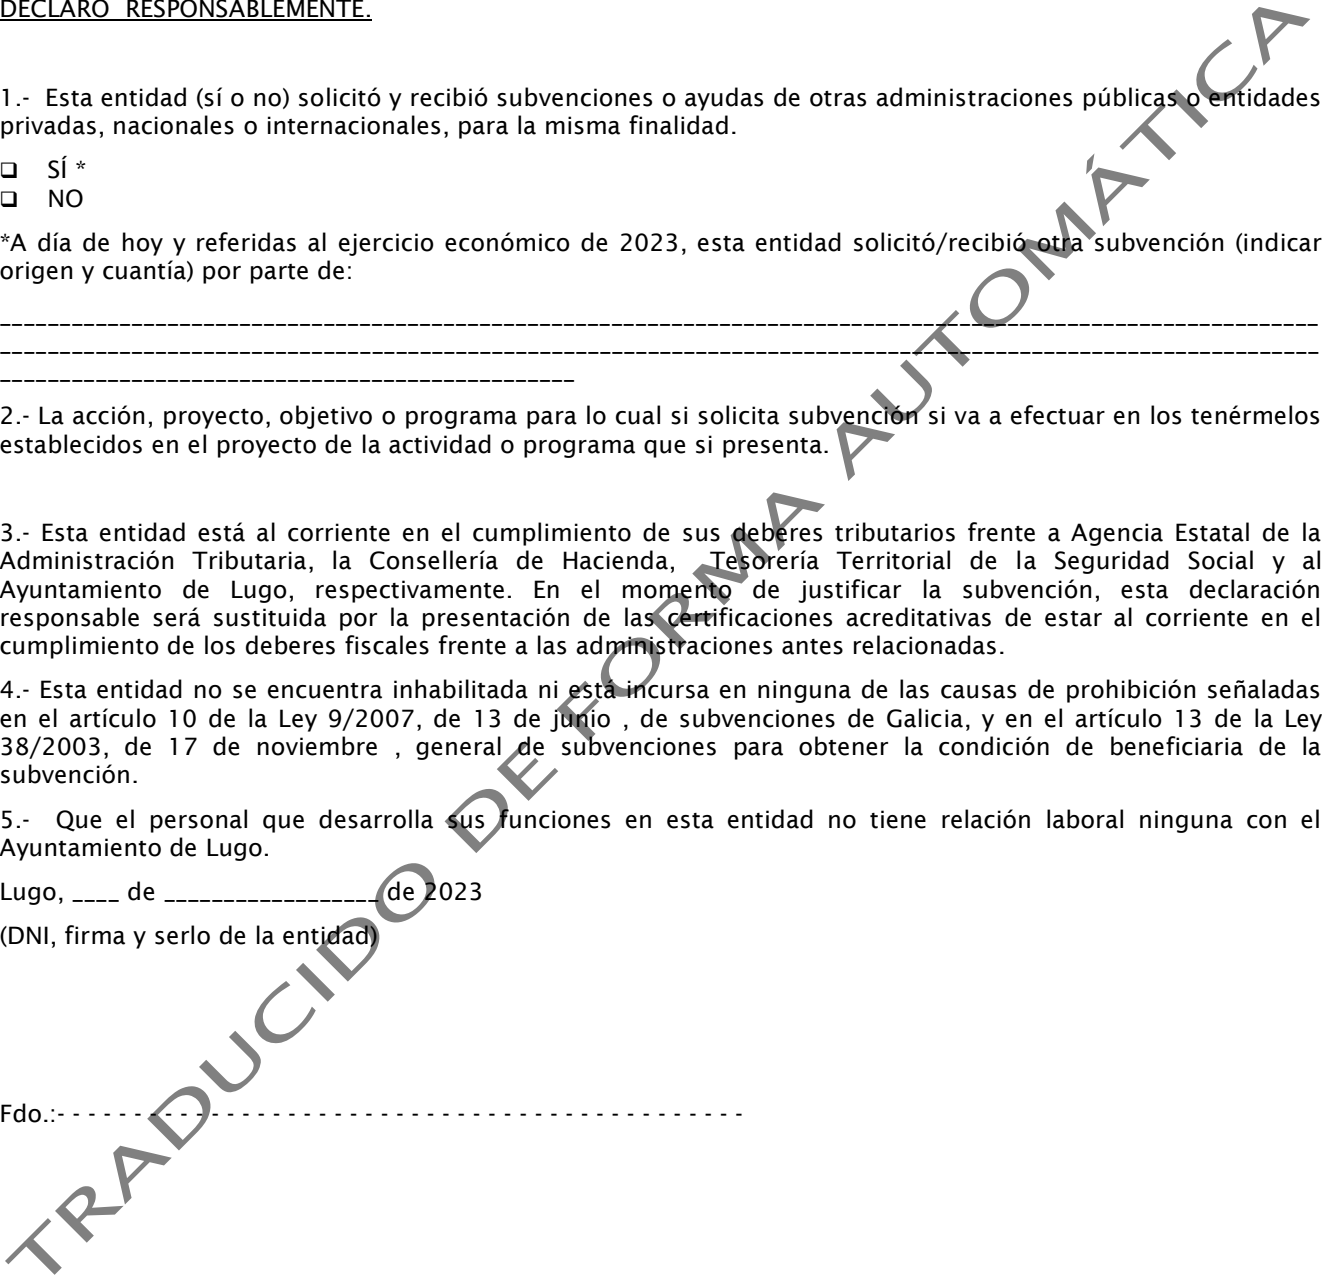 DECLARO RESPONSABLEMENTE.
1.- Esta entidad (sí o no) solicitó y recibió subvenciones o ayudas de otras administraciones públicas o entidades
privadas, nacionales o internacionales, para la misma finalidad.
❑ SÍ *
❑ NO
*A día de hoy y referidas al ejercicio económico de 2023, esta entidad solicitó/recibió otra subvención (indicar
origen y cuantía) por parte de:
______________________________________________________________________________________________________________
______________________________________________________________________________________________________________
________________________________________________
2.- La acción, proyecto, objetivo o programa para lo cual si solicita subvención si va a efectuar en los tenérmelos
establecidos en el proyecto de la actividad o programa que si presenta.
3.- Esta entidad está al corriente en el cumplimiento de sus deberes tributarios frente a Agencia Estatal de la
Administración Tributaria, la Consellería de Hacienda, Tesorería Territorial de la Seguridad Social y al
Ayuntamiento de Lugo, respectivamente. En el momento de justificar la subvención, esta declaración
responsable será sustituida por la presentación de las certificaciones acreditativas de estar al corriente en el
cumplimiento de los deberes fiscales frente a las administraciones antes relacionadas.
4.- Esta entidad no se encuentra inhabilitada ni está incursa en ninguna de las causas de prohibición señaladas
en el artículo 10 de la Ley 9/2007, de 13 de junio , de subvenciones de Galicia, y en el artículo 13 de la Ley
38/2003, de 17 de noviembre , general de subvenciones para obtener la condición de beneficiaria de la
subvención.
5.- Que el personal que desarrolla sus funciones en esta entidad no tiene relación laboral ninguna con el
Ayuntamiento de Lugo.
Lugo, ____ de __________________ de 2023
(DNI, firma y serlo de la entidad)
Fdo.:- - - - - - - - - - - - - - - - - - - - - - - - - - - - - - - - - - - - - - - - - - - - -
TRADUCIDO DE FORMA AUTOMÁTICA